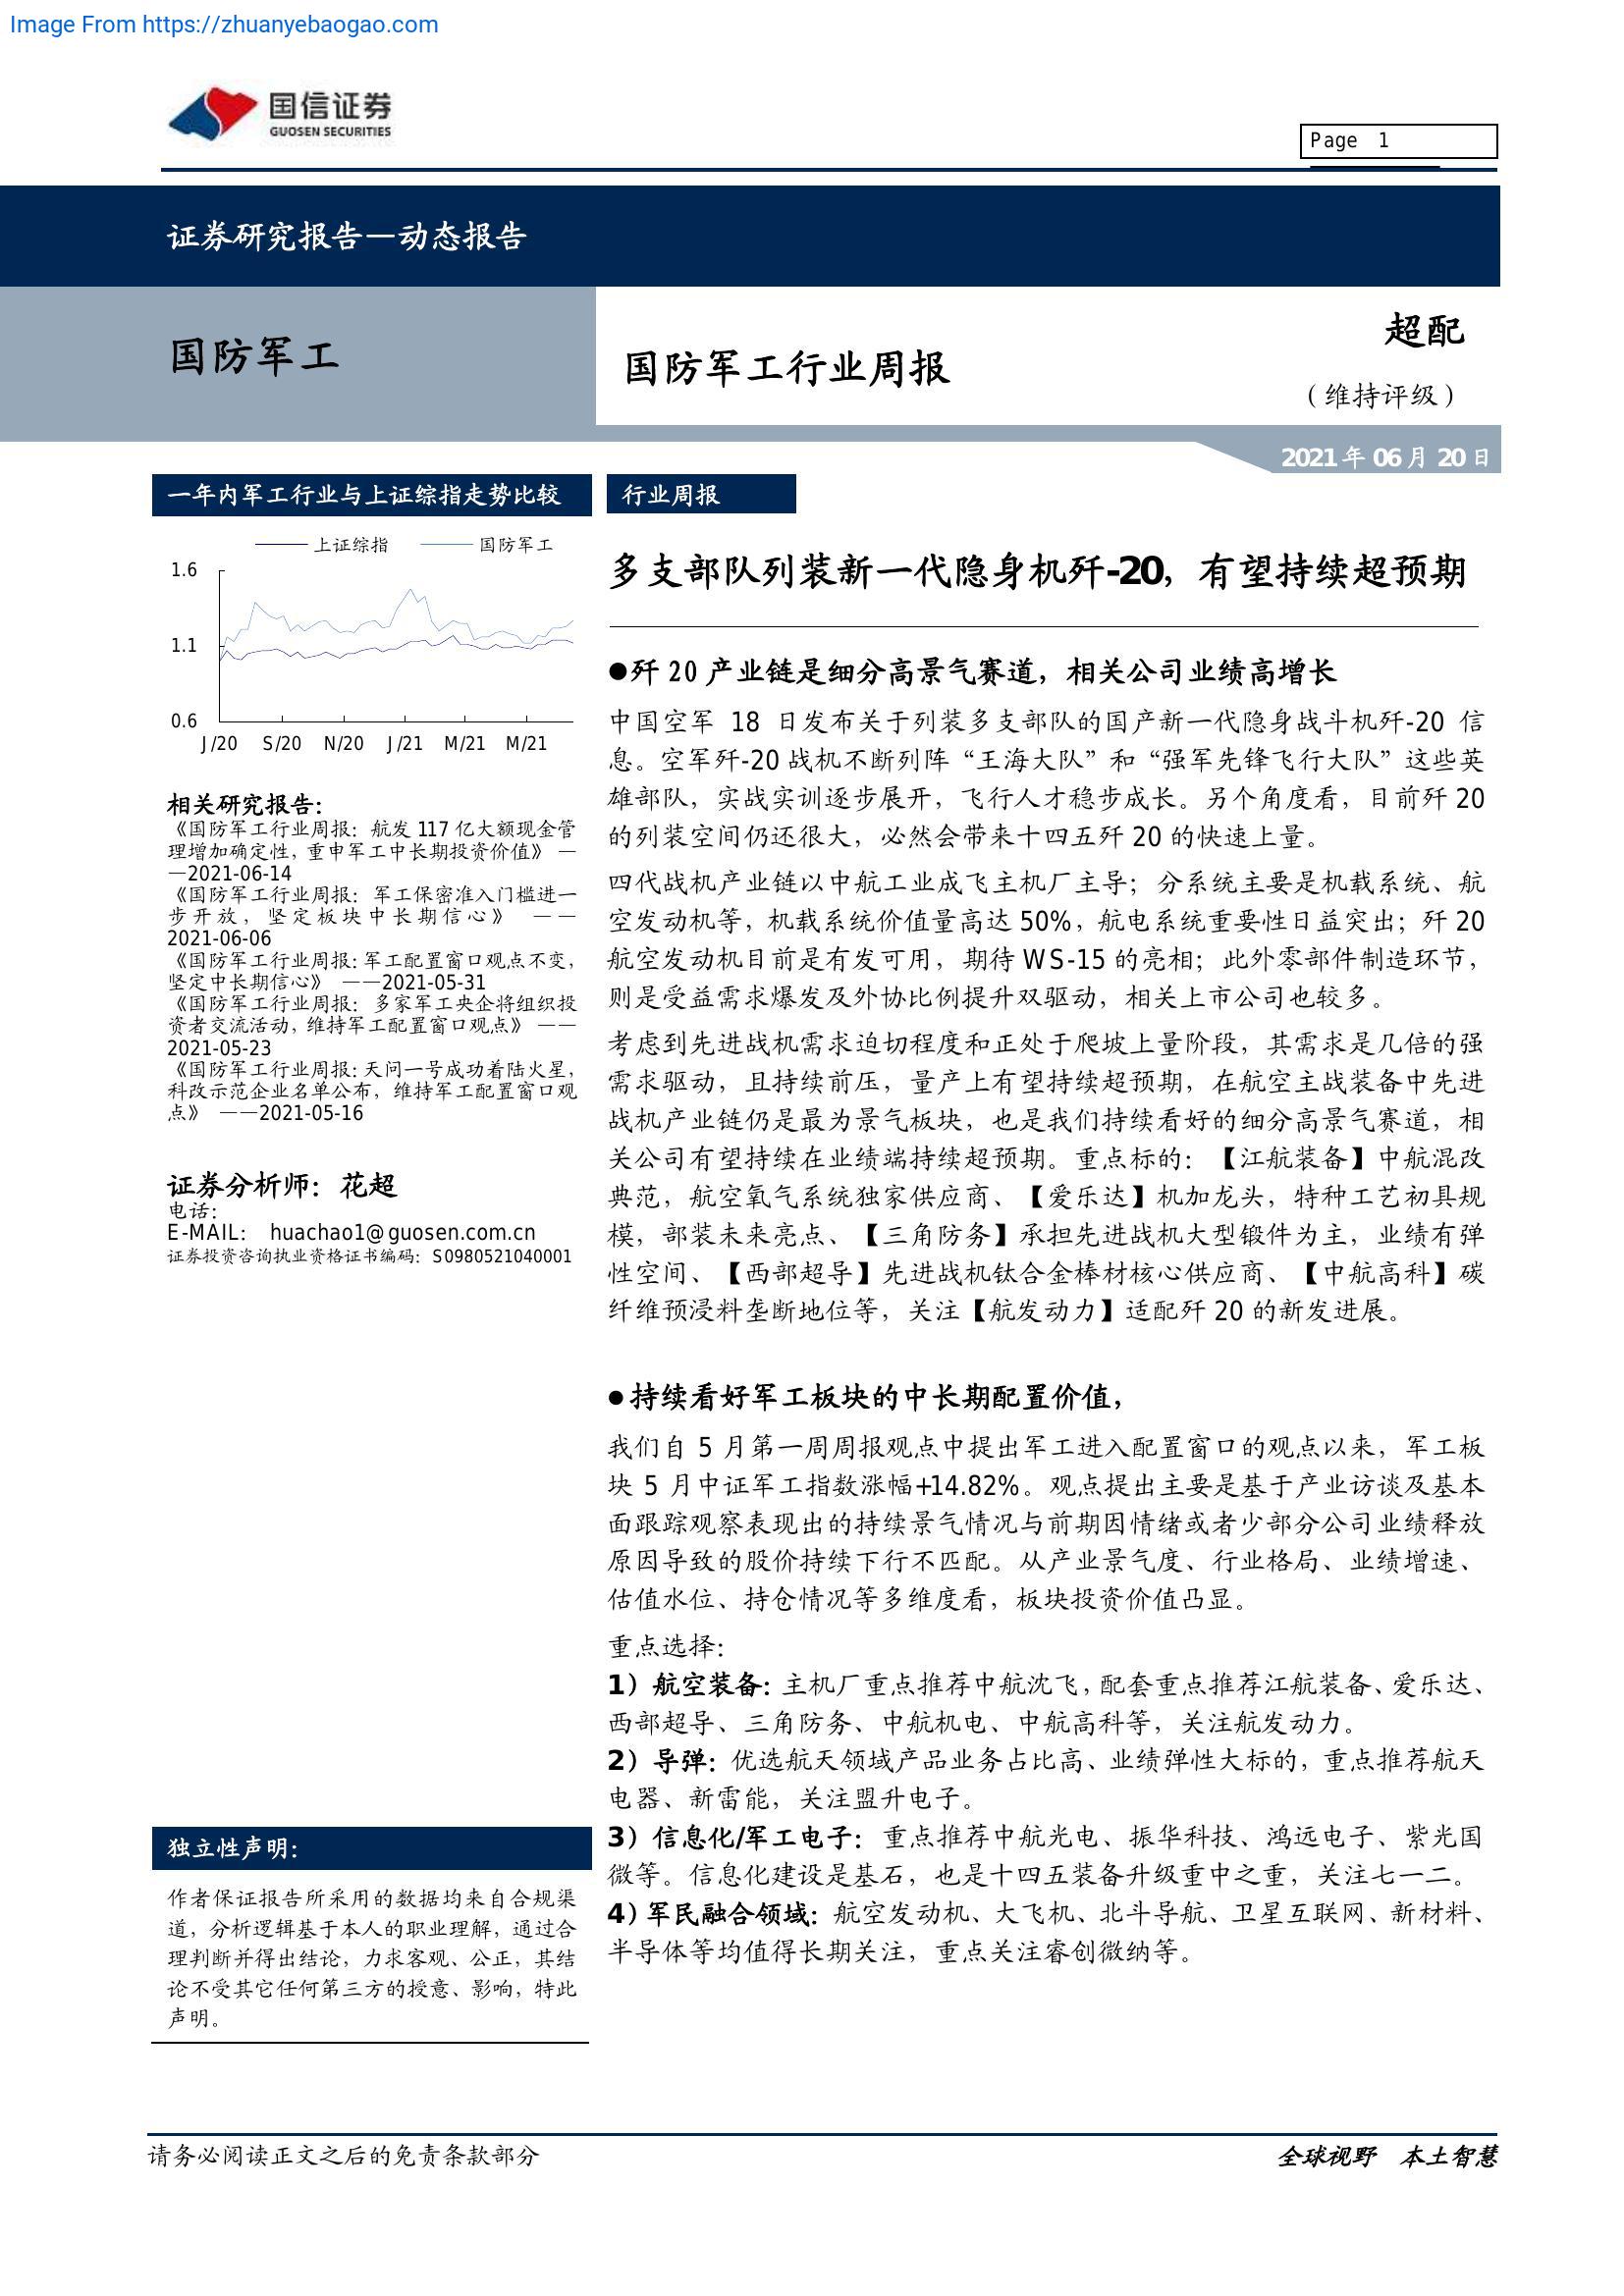 Image From https://zhuanyebaogao.com
国信证券
GUOSEN SECURITIES
Page 1
证券研究报告—动态报告
国防军工
国防军工行业周报
超配
（维持评级）
2021 年 06 月 20 日
一年内军工行业与上证综指走势比较
上证综指 国防军工
1.6
1.1
0.6
J/20 S/20 N/20 J/21 M/21 M/21
相关研究报告：
《国防军工行业周报：航发 117 亿大额现金管
理增加确定性，重申军工中长期投资价值》 —
—2021-06-14
《国防军工行业周报：军工保密准入门槛进一
步开放，坚定板块中长期信心》 ——
2021-06-06
《国防军工行业周报：军工配置窗口观点不变，
坚定中长期信心》 ——2021-05-31
《国防军工行业周报：多家军工央企将组织投
资者交流活动，维持军工配置窗口观点》 ——
2021-05-23
《国防军工行业周报：天问一号成功着陆火星，
科改示范企业名单公布，维持军工配置窗口观
点》 ——2021-05-16
证券分析师：花超
电话：
E-MAIL： huachao1@guosen.com.cn
证券投资咨询执业资格证书编码：S0980521040001
独立性声明：
作者保证报告所采用的数据均来自合规渠
道，分析逻辑基于本人的职业理解，通过合
理判断并得出结论，力求客观、公正，其结
论不受其它任何第三方的授意、影响，特此
声明。
行业周报
多支部队列装新一代隐身机歼-20，有望持续超预期
●歼 20 产业链是细分高景气赛道，相关公司业绩高增长
中国空军 18 日发布关于列装多支部队的国产新一代隐身战斗机歼-20 信
息。空军歼-20 战机不断列阵“王海大队”和“强军先锋飞行大队”这些英
雄部队，实战实训逐步展开，飞行人才稳步成长。另个角度看，目前歼 20
的列装空间仍还很大，必然会带来十四五歼 20 的快速上量。
四代战机产业链以中航工业成飞主机厂主导；分系统主要是机载系统、航
空发动机等，机载系统价值量高达 50%，航电系统重要性日益突出；歼 20
航空发动机目前是有发可用，期待 WS-15 的亮相；此外零部件制造环节，
则是受益需求爆发及外协比例提升双驱动，相关上市公司也较多。
考虑到先进战机需求迫切程度和正处于爬坡上量阶段，其需求是几倍的强
需求驱动，且持续前压，量产上有望持续超预期，在航空主战装备中先进
战机产业链仍是最为景气板块，也是我们持续看好的细分高景气赛道，相
关公司有望持续在业绩端持续超预期。重点标的：【江航装备】中航混改
典范，航空氧气系统独家供应商、【爱乐达】机加龙头，特种工艺初具规
模，部装未来亮点、【三角防务】承担先进战机大型锻件为主，业绩有弹
性空间、【西部超导】先进战机钛合金棒材核心供应商、【中航高科】碳
纤维预浸料垄断地位等，关注【航发动力】适配歼 20 的新发进展。
●持续看好军工板块的中长期配置价值，
我们自 5 月第一周周报观点中提出军工进入配置窗口的观点以来，军工板
块 5 月中证军工指数涨幅+14.82%。观点提出主要是基于产业访谈及基本
面跟踪观察表现出的持续景气情况与前期因情绪或者少部分公司业绩释放
原因导致的股价持续下行不匹配。从产业景气度、行业格局、业绩增速、
估值水位、持仓情况等多维度看，板块投资价值凸显。
重点选择：
1）航空装备：主机厂重点推荐中航沈飞，配套重点推荐江航装备、爱乐达、
西部超导、三角防务、中航机电、中航高科等，关注航发动力。
2）导弹：优选航天领域产品业务占比高、业绩弹性大标的，重点推荐航天
电器、新雷能，关注盟升电子。
3）信息化/军工电子：重点推荐中航光电、振华科技、鸿远电子、紫光国
微等。信息化建设是基石，也是十四五装备升级重中之重，关注七一二。
4）军民融合领域：航空发动机、大飞机、北斗导航、卫星互联网、新材料、
半导体等均值得长期关注，重点关注睿创微纳等。
请务必阅读正文之后的免责条款部分
全球视野 本土智慧